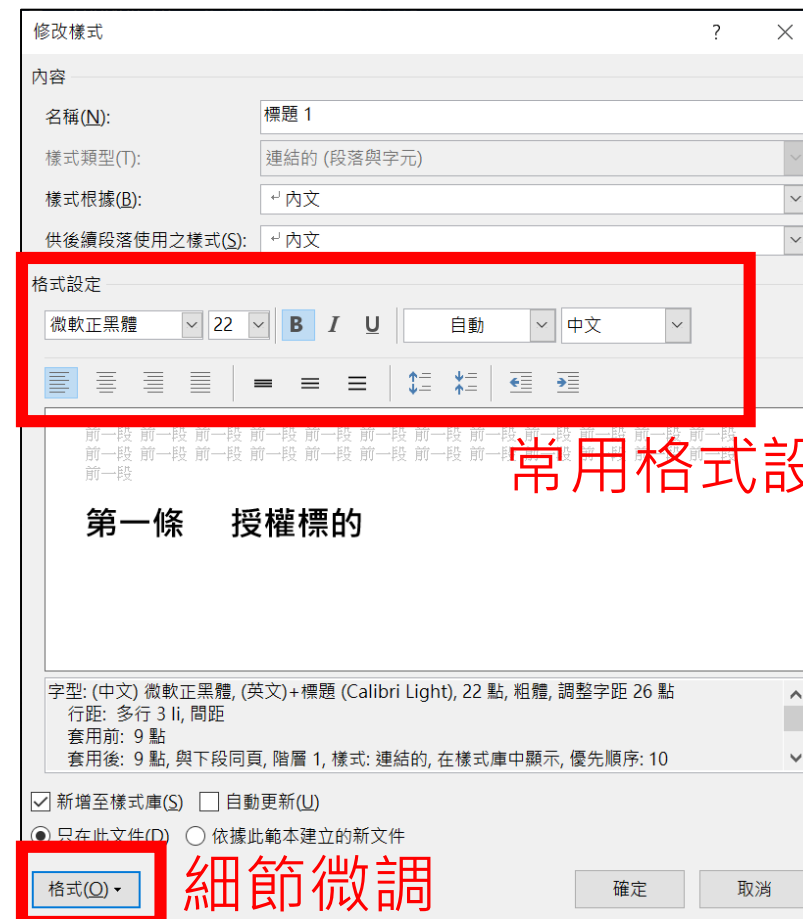 修改樣式 ?
內容
名稱(N): 標題 1
樣式類型(T): 連結的 (段落與字元)
樣式根據(B): 內文
供後續段落使用之樣式(S): 內文
格式設定
微軟正黑體 22 B I U 自動 中文
前一段 前一段 前一段 前一段 前一段 前一段 前一段 前一段 前一段 前一段 前一段 前一段
前一段 前一段 前一段 前一段 前一段 前一段 前一段 前一段 前一段 前一段 前一段 前一段
前一段
常用格式設
第一條 授權標的
字型: (中文) 微軟正黑體, (英文)+標題 (Calibri Light), 22 點, 粗體, 調整字距 26 點
行距: 多行 3 li, 間距
套用前: 9 點
套用後: 9 點, 與下段同頁, 階層 1, 樣式: 連結的, 在樣式庫中顯示, 優先順序: 10
新增至樣式庫(S) 自動更新(U)
只在此文件(D) 依據此範本建立的新文件
格式(O) 細節微調 確定 取消